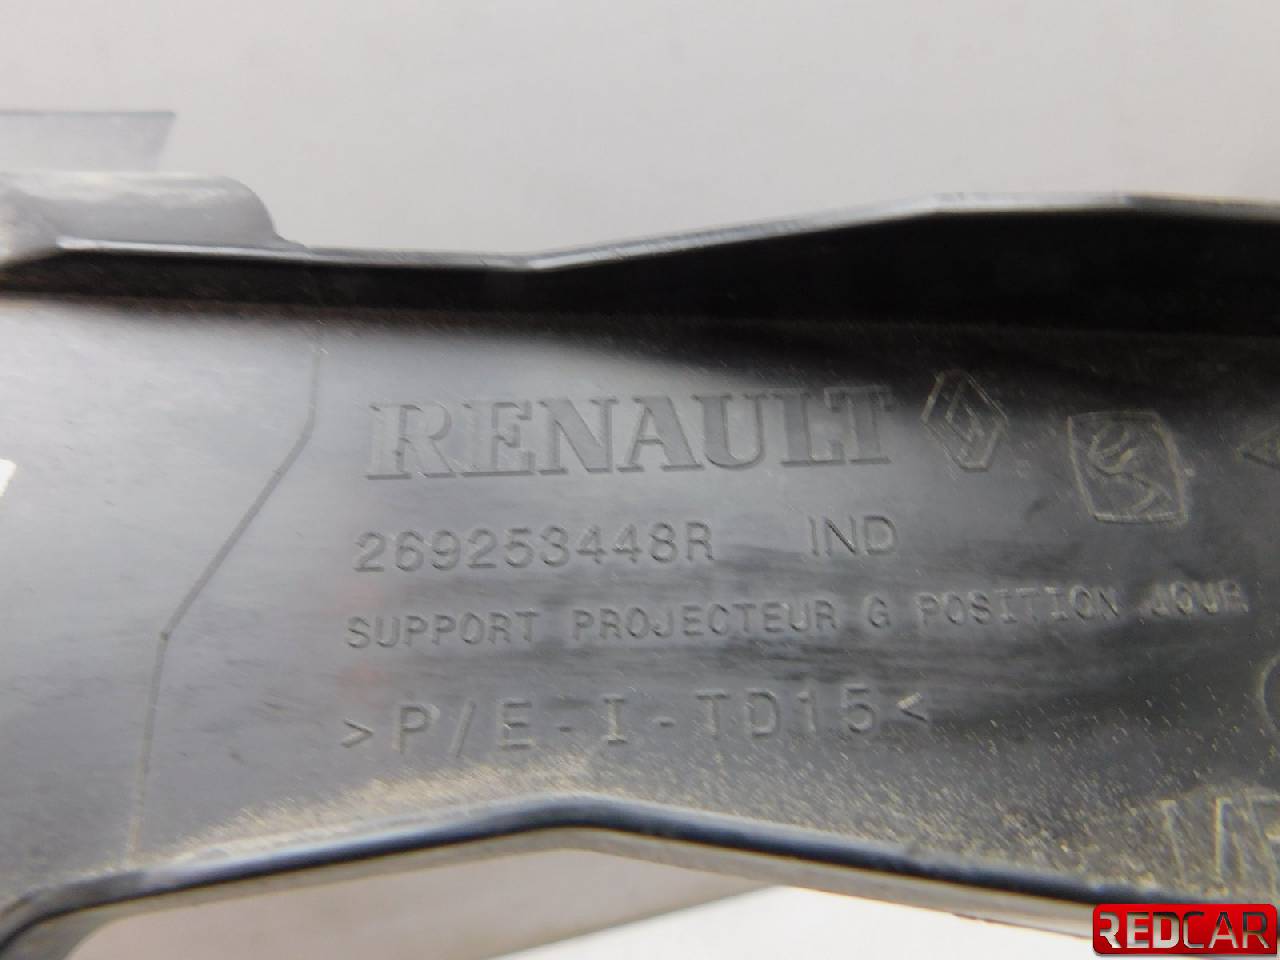 RENAULT
269253448R IND
SUPPORT PROJECTEUR G POSITION JOUR
>P/E-I-TD15<
REDCAR